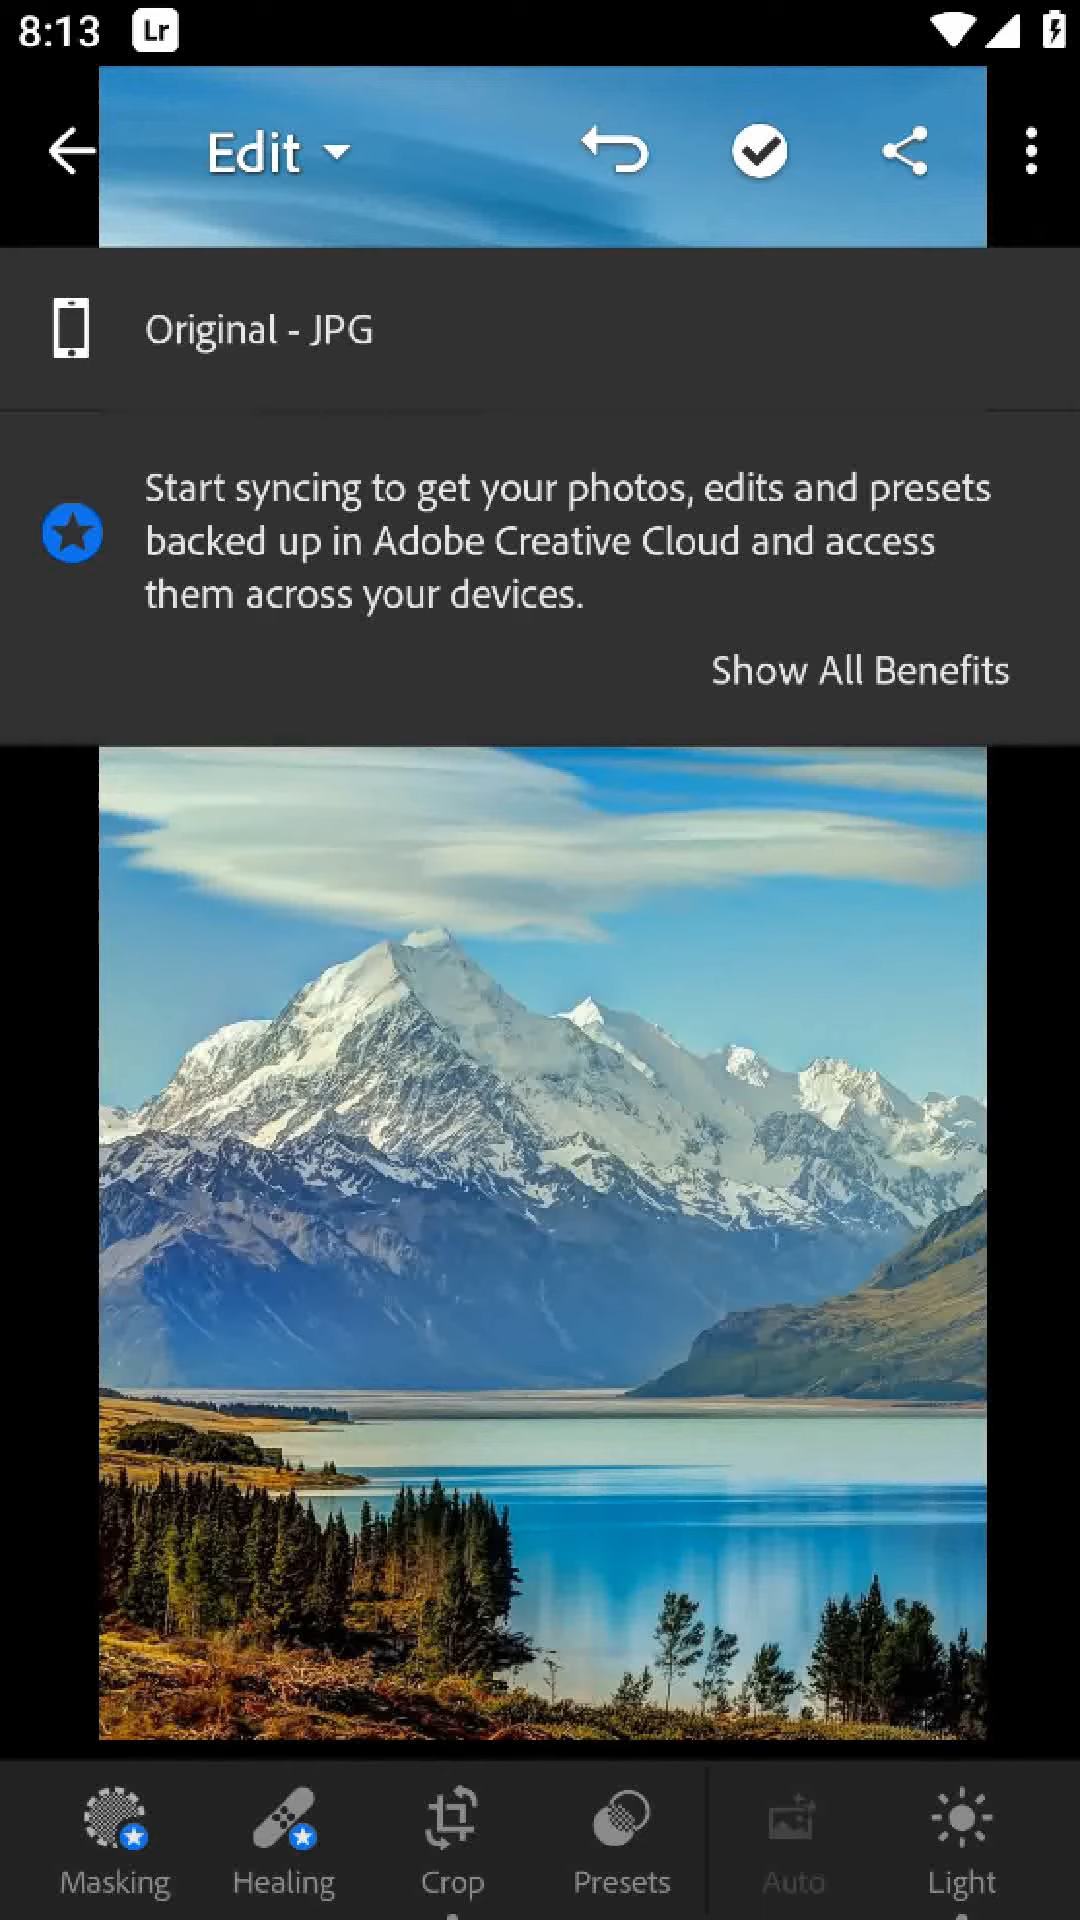 8:13 Lr
Edit
Original - JPG
Start syncing to get your photos, edits and presets
backed up in Adobe Creative Cloud and access
them across your devices.
Show All Benefits
Masking Healing Crop Presets Auto Light